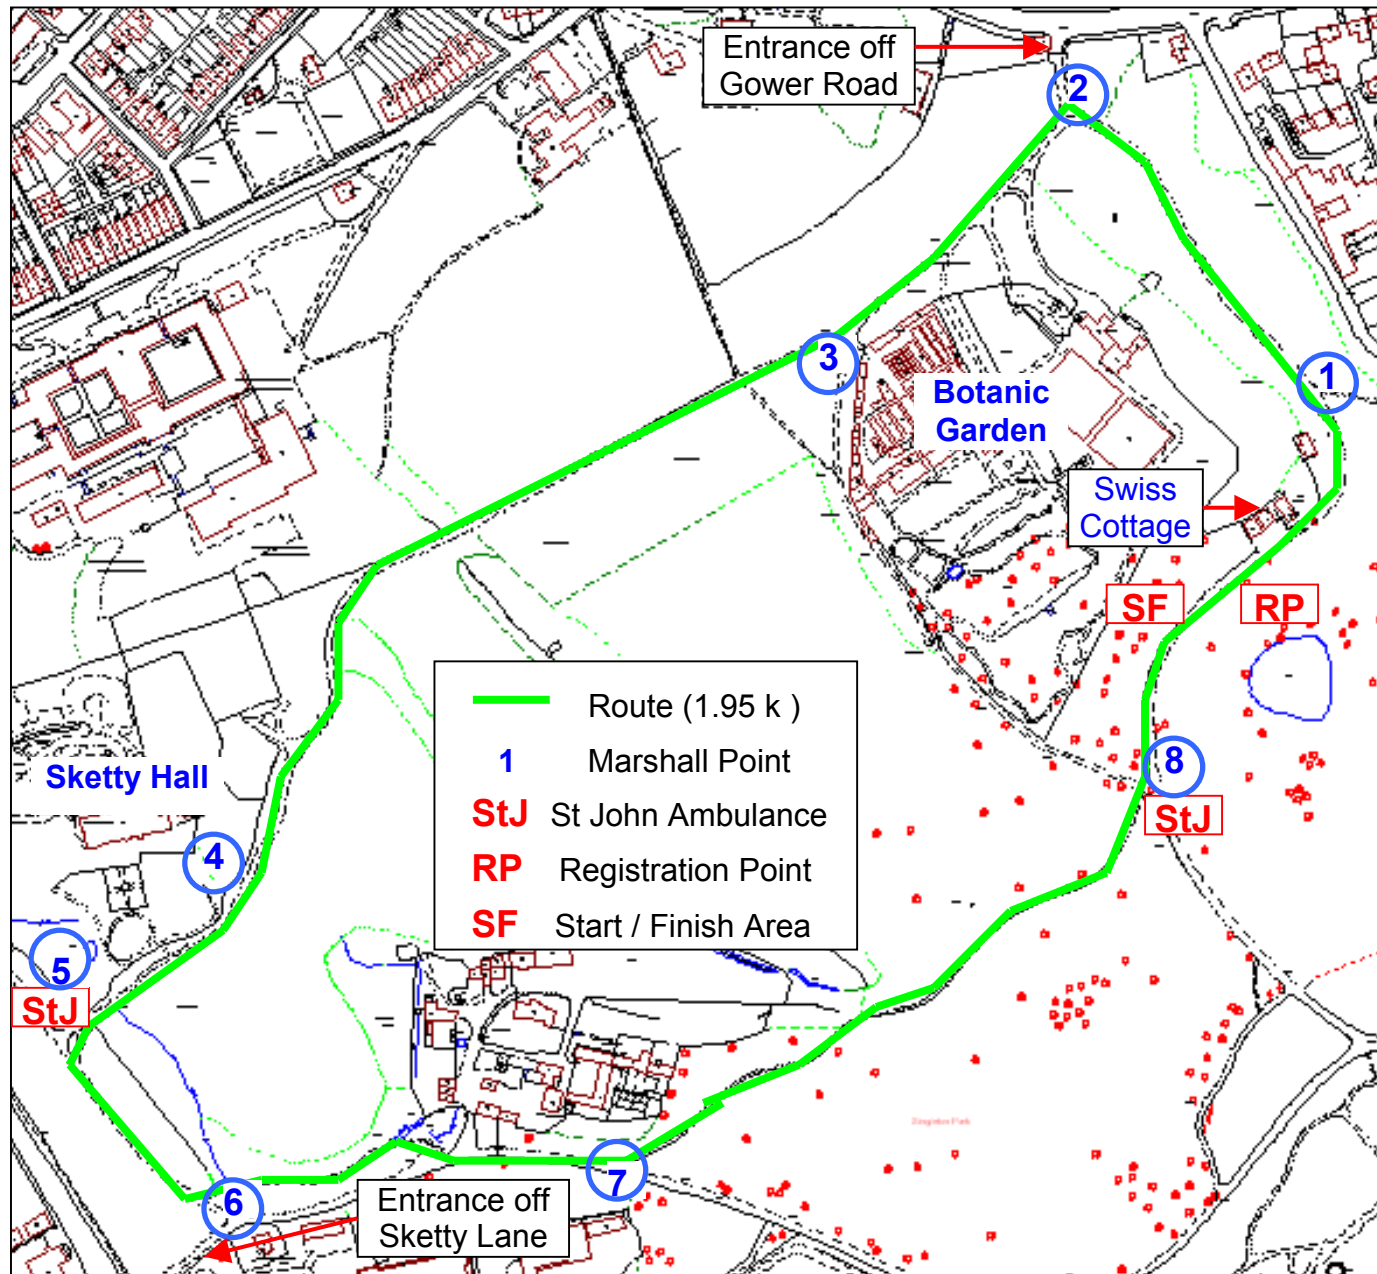 Entrance off
Gower Road
2
3
1
Botanic
Garden
Swiss
Cottage
SF
RP
Route (1.95 k )
1
Marshall Point
StJ
St John Ambulance
RP
Registration Point
SF
Start / Finish Area
Sketty Hall
8
StJ
4
5
StJ
7
6
Entrance off
Sketty Lane